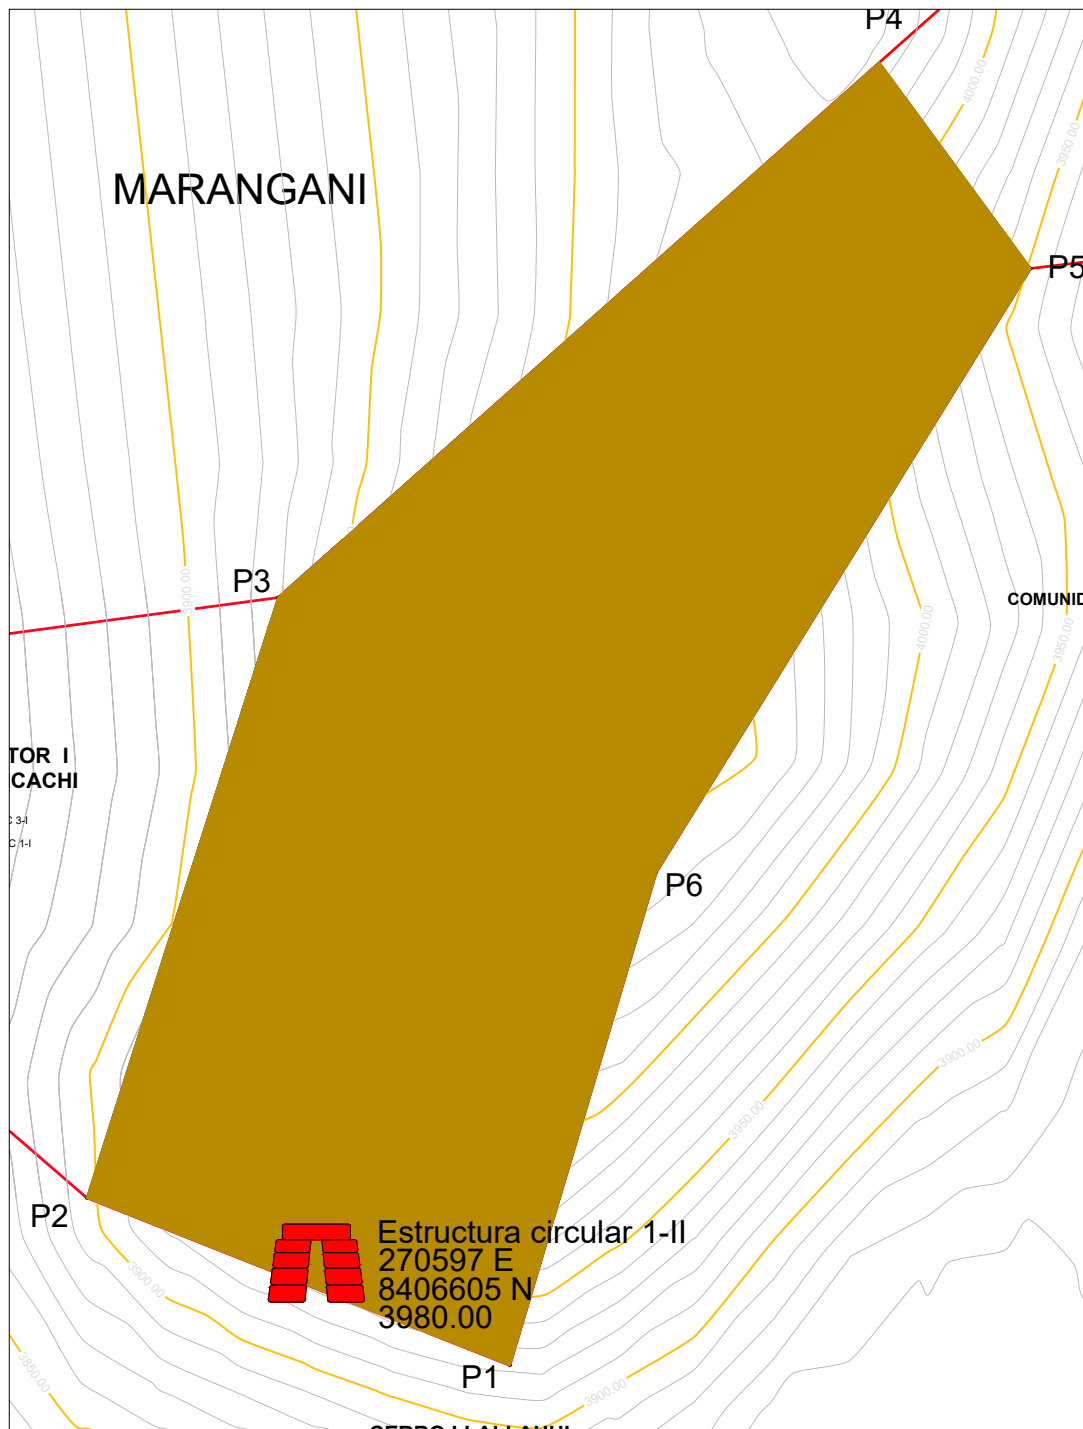 P4
4000.00
3950.00
MARANGANI
P5
P3
3900.00
COMUNID
4000.00
3950.00
TOR I
CACHI
C 3-I
C 1-I
P6
3900.00
3950.00
P2
Estructura circular 1-II
270597 E
8406605 N
3980.00
3900.00
3850.00
P1
3900.00